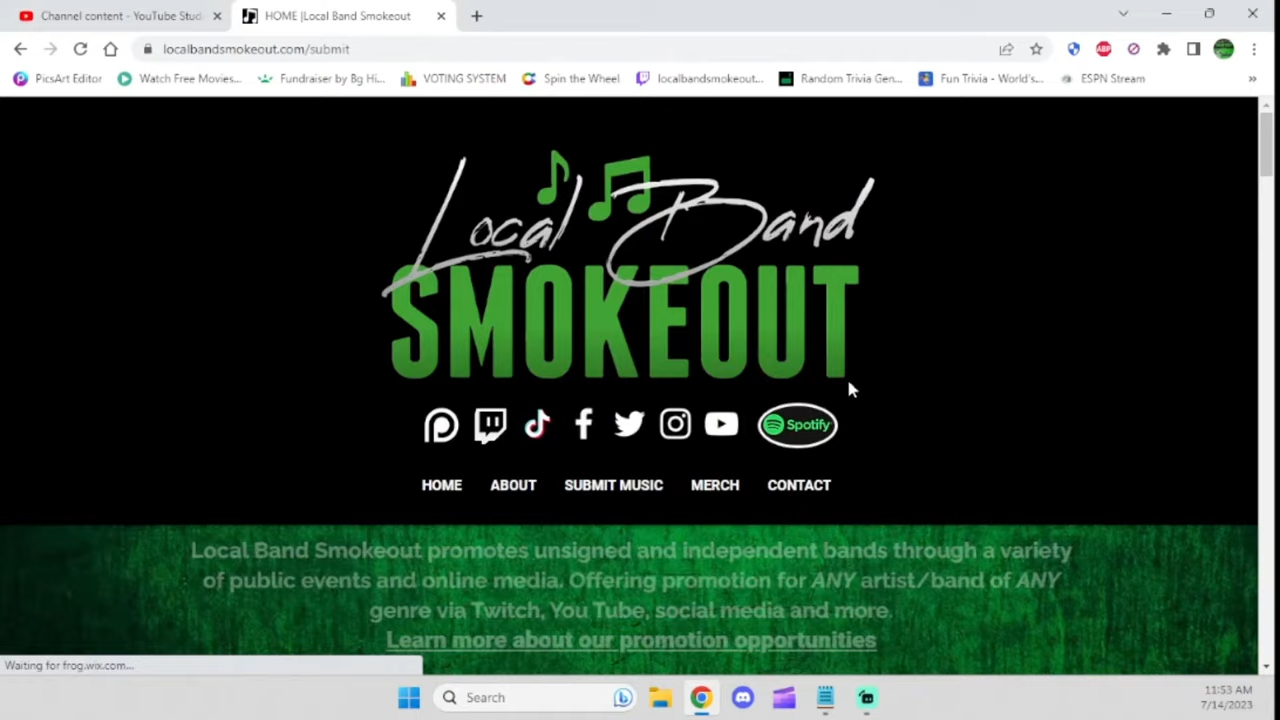 Channel content - YouTube Stud
HOME |Local Band Smokeout
localbandsmokeout.com/submit
ABP
PicsArt Editor
Watch Free Movies...
Fundraiser by Bg Hi...
VOTING SYSTEM
Spin the Wheel
localbandsmokeout...
Random Trivia Gen...
Fun Trivia - World's...
ESPN Stream
Local Band
SMOKEOUT
Spotify
HOME ABOUT SUBMIT MUSIC MERCH CONTACT
Local Band Smokeout promotes unsigned and independent bands through a variety
of public events and online media. Offering promotion for ANY artist/band of ANY
genre via Twitch, You Tube, social media and more.
Learn more about our promotion opportunities
Waiting for frog.wix.com...
Search
11:53 AM
7/14/2023